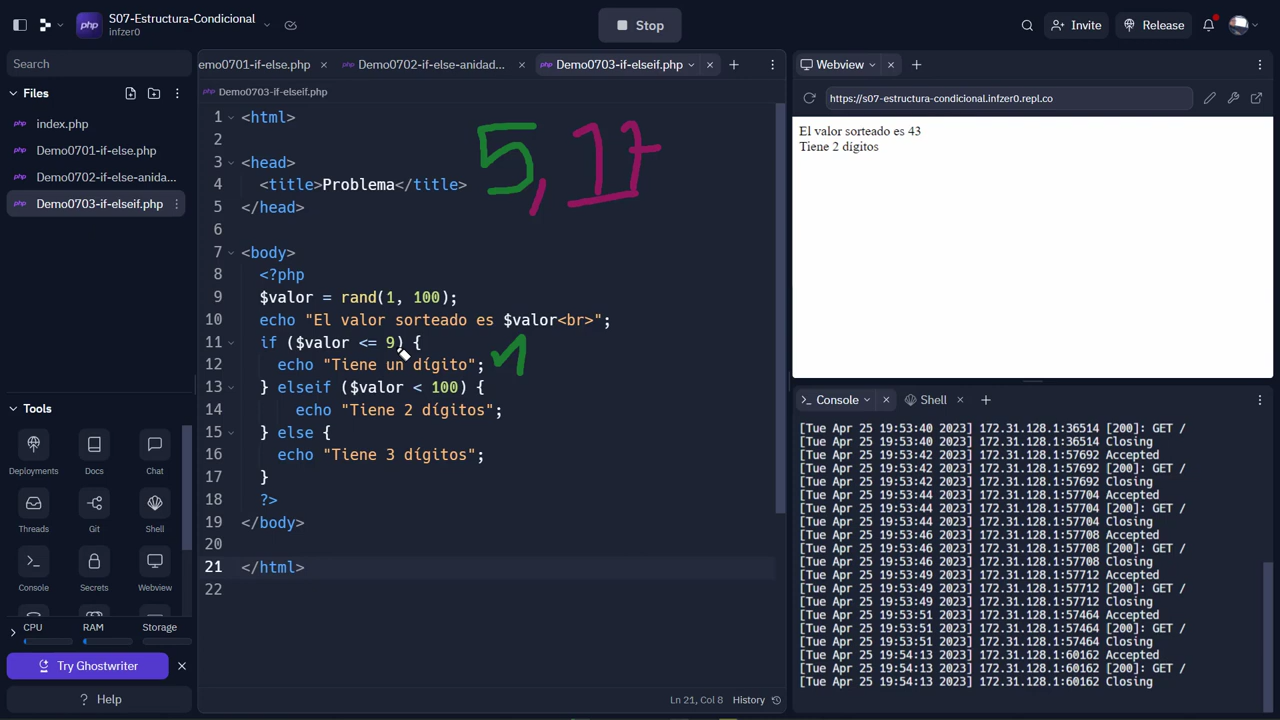 php
S07-Estructura-Condicional
infzer0
Stop
Invite
Release
Search
emo0701-if-else.php
php Demo0702-if-else-anidad...
php Demo0703-if-elseif.php
Webview
Files
php Demo0703-if-elseif.php
https://s07-estructura-condicional.infzer0.repl.co
php index.php
php Demo0701-if-else.php
php Demo0702-if-else-anida...
php Demo0703-if-elseif.php
1 <html>
2
3 <head>
4 <title>Problema</title>
5 </head>
6
7 <body>
8 <?php
9 $valor = rand(1, 100);
10 echo "El valor sorteado es $valor<br>";
11 if ($valor <= 9) {
12 echo "Tiene un dígito";
13 } elseif ($valor < 100) {
14 echo "Tiene 2 dígitos";
15 } else {
16 echo "Tiene 3 dígitos";
17 }
18 ?>
19 </body>
20
21 </html>
22
5, 17
El valor sorteado es 43
Tiene 2 dígitos
Tools
Deployments Docs Chat
Threads Git Shell
Console Secrets Webview
CPU RAM Storage
Try Ghostwriter
? Help
Ln 21, Col 8 History
Console
Shell
[Tue Apr 25 19:53:40 2023] 172.31.128.1:36514 [200]: GET /
[Tue Apr 25 19:53:40 2023] 172.31.128.1:36514 Closing
[Tue Apr 25 19:53:42 2023] 172.31.128.1:57692 Accepted
[Tue Apr 25 19:53:42 2023] 172.31.128.1:57692 [200]: GET /
[Tue Apr 25 19:53:42 2023] 172.31.128.1:57692 Closing
[Tue Apr 25 19:53:44 2023] 172.31.128.1:57704 Accepted
[Tue Apr 25 19:53:44 2023] 172.31.128.1:57704 [200]: GET /
[Tue Apr 25 19:53:44 2023] 172.31.128.1:57704 Closing
[Tue Apr 25 19:53:46 2023] 172.31.128.1:57708 Accepted
[Tue Apr 25 19:53:46 2023] 172.31.128.1:57708 [200]: GET /
[Tue Apr 25 19:53:46 2023] 172.31.128.1:57708 Closing
[Tue Apr 25 19:53:49 2023] 172.31.128.1:57712 Accepted
[Tue Apr 25 19:53:49 2023] 172.31.128.1:57712 [200]: GET /
[Tue Apr 25 19:53:49 2023] 172.31.128.1:57712 Closing
[Tue Apr 25 19:53:51 2023] 172.31.128.1:57464 Accepted
[Tue Apr 25 19:53:51 2023] 172.31.128.1:57464 [200]: GET /
[Tue Apr 25 19:53:51 2023] 172.31.128.1:57464 Closing
[Tue Apr 25 19:54:13 2023] 172.31.128.1:60162 Accepted
[Tue Apr 25 19:54:13 2023] 172.31.128.1:60162 [200]: GET /
[Tue Apr 25 19:54:13 2023] 172.31.128.1:60162 Closing